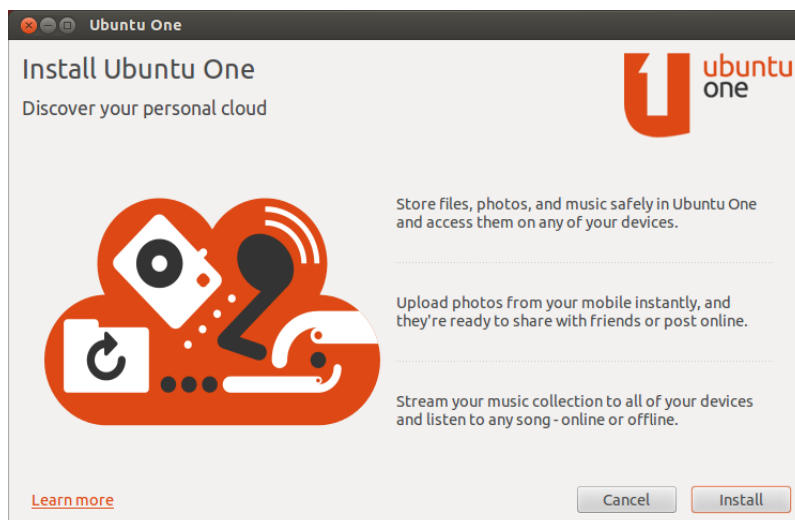 Ubuntu One
Install Ubuntu One
Discover your personal cloud
ubuntu
one
Store files, photos, and music safely in Ubuntu One
and access them on any of your devices.
Upload photos from your mobile instantly, and
they're ready to share with friends or post online.
Stream your music collection to all of your devices
and listen to any song - online or offline.
Learn more
Cancel
Install